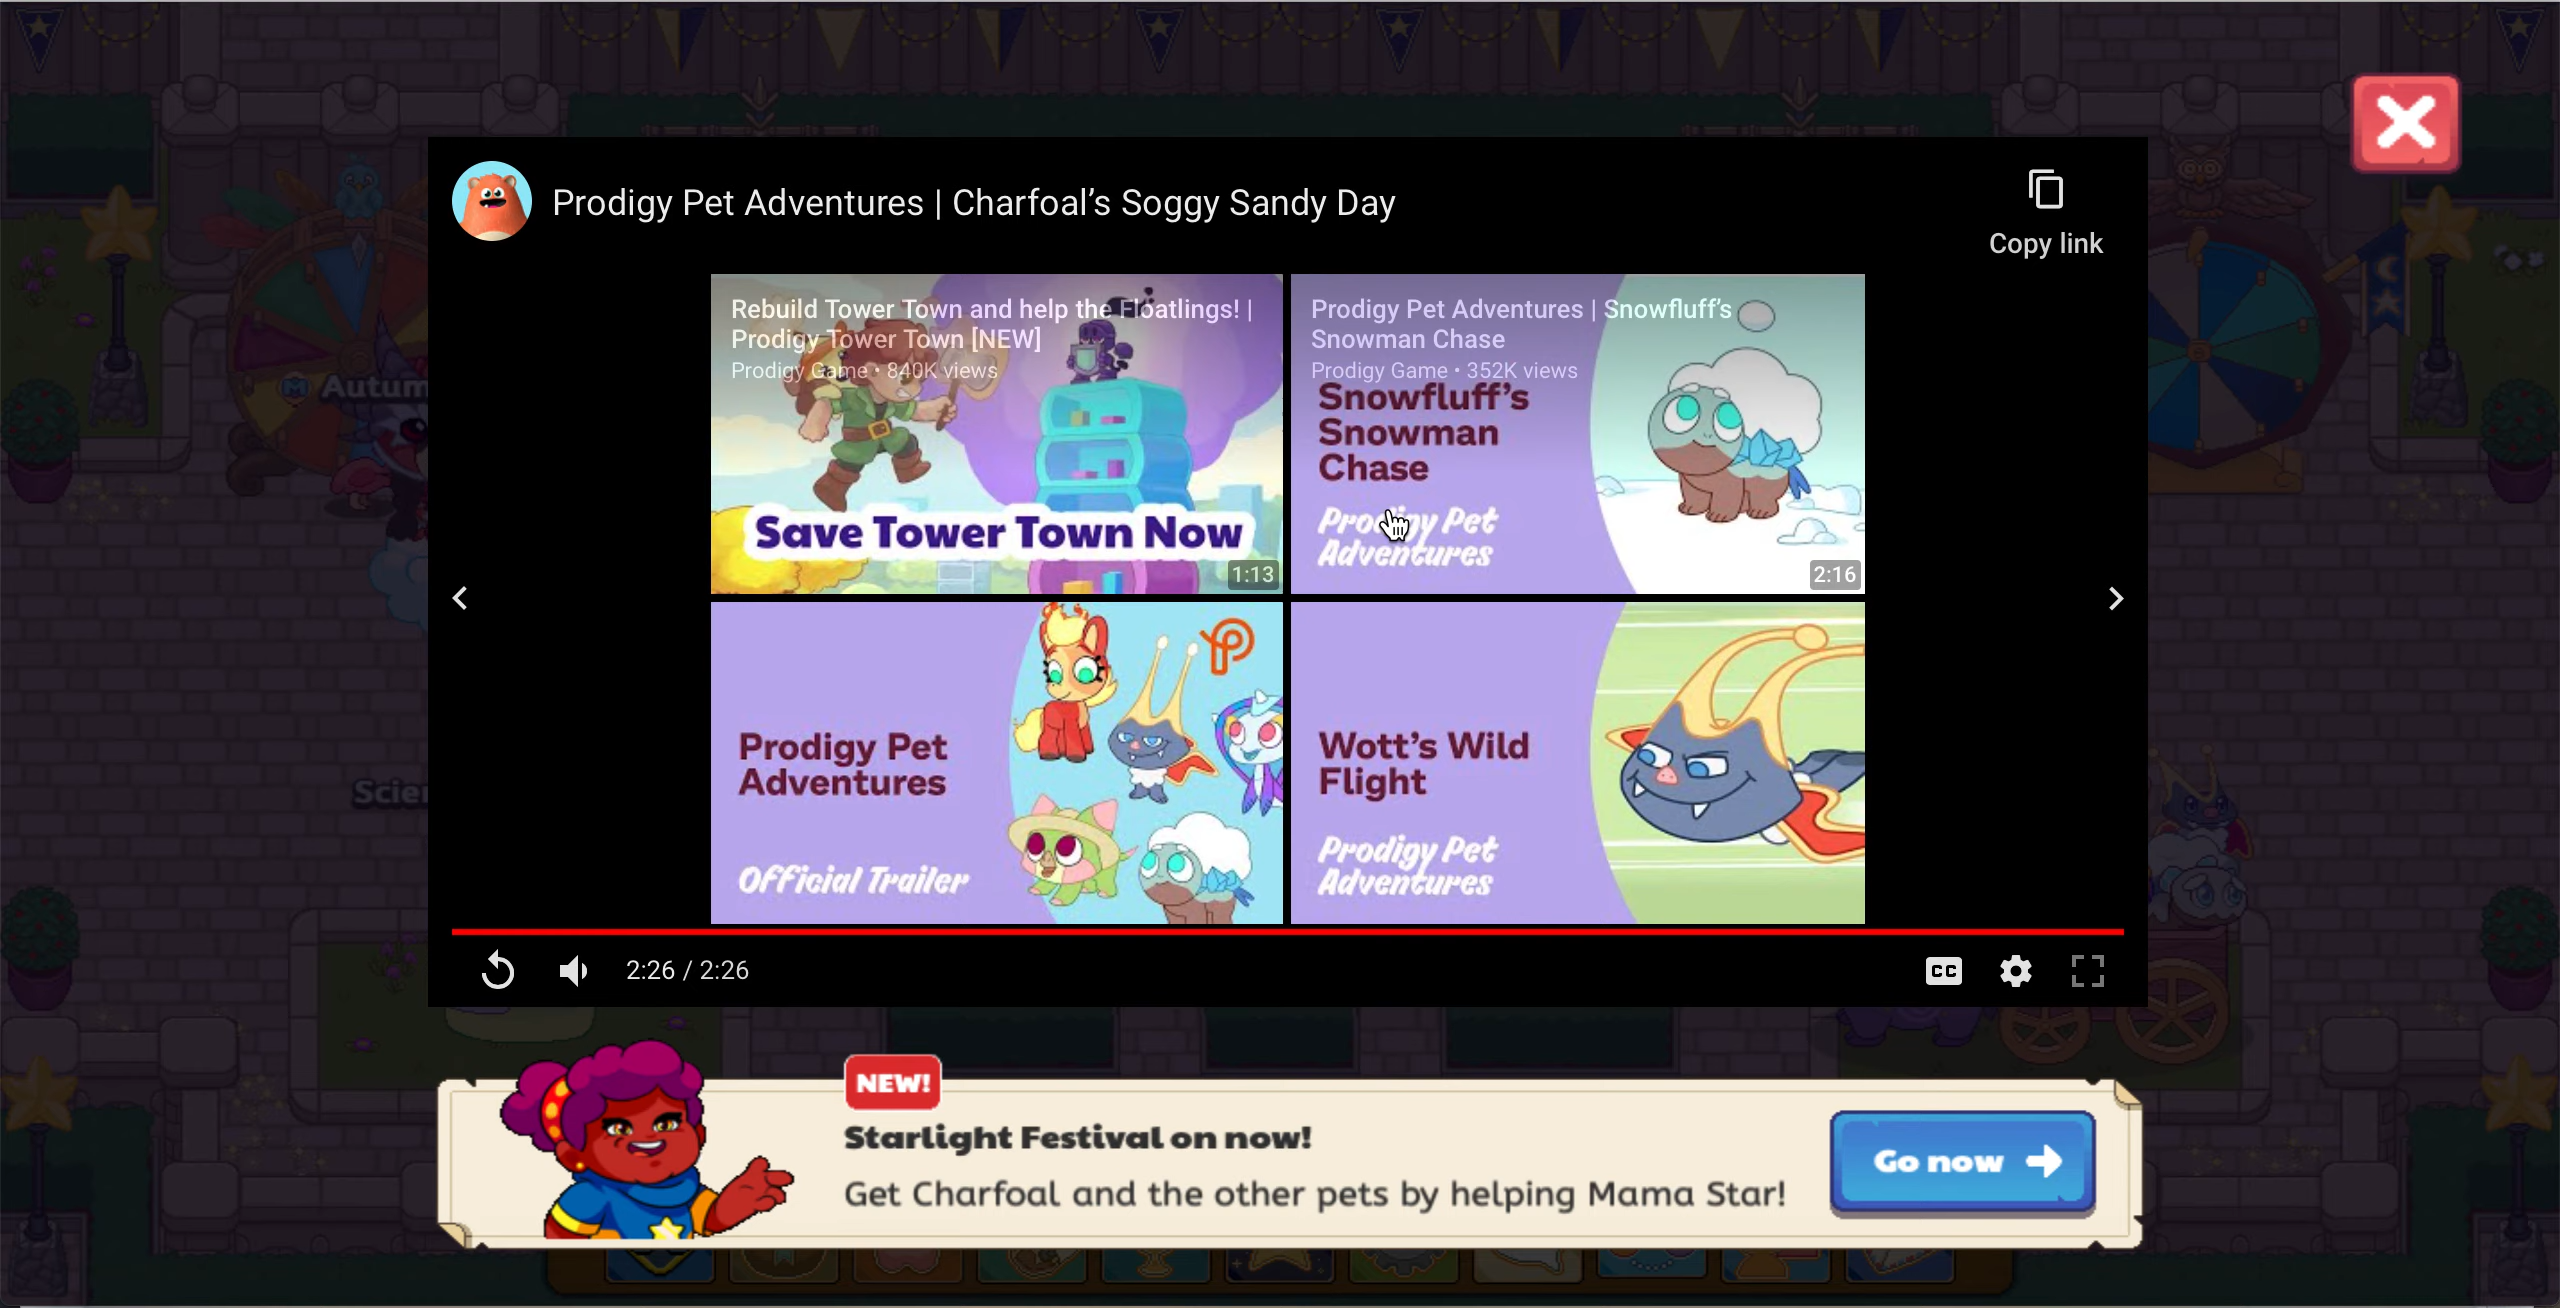 Prodigy Pet Adventures | Charfoal’s Soggy Sandy Day
Copy link
Rebuild Tower Town and help the Floatlings! |
Prodigy Tower Town [NEW]
Prodigy Game • 840K views
Save Tower Town Now
1:13
Prodigy Pet Adventures | Snowfluff’s
Snowman Chase
Prodigy Game • 352K views
Snowfluff’s
Snowman
Chase
Prodigy Pet
Adventures
2:16
Autum
Scien
Prodigy Pet
Adventures
Official Trailer
Wott’s Wild
Flight
Prodigy Pet
Adventures
2:26 / 2:26
CC
NEW!
Starlight Festival on now!
Get Charfoal and the other pets by helping Mama Star!
Go now